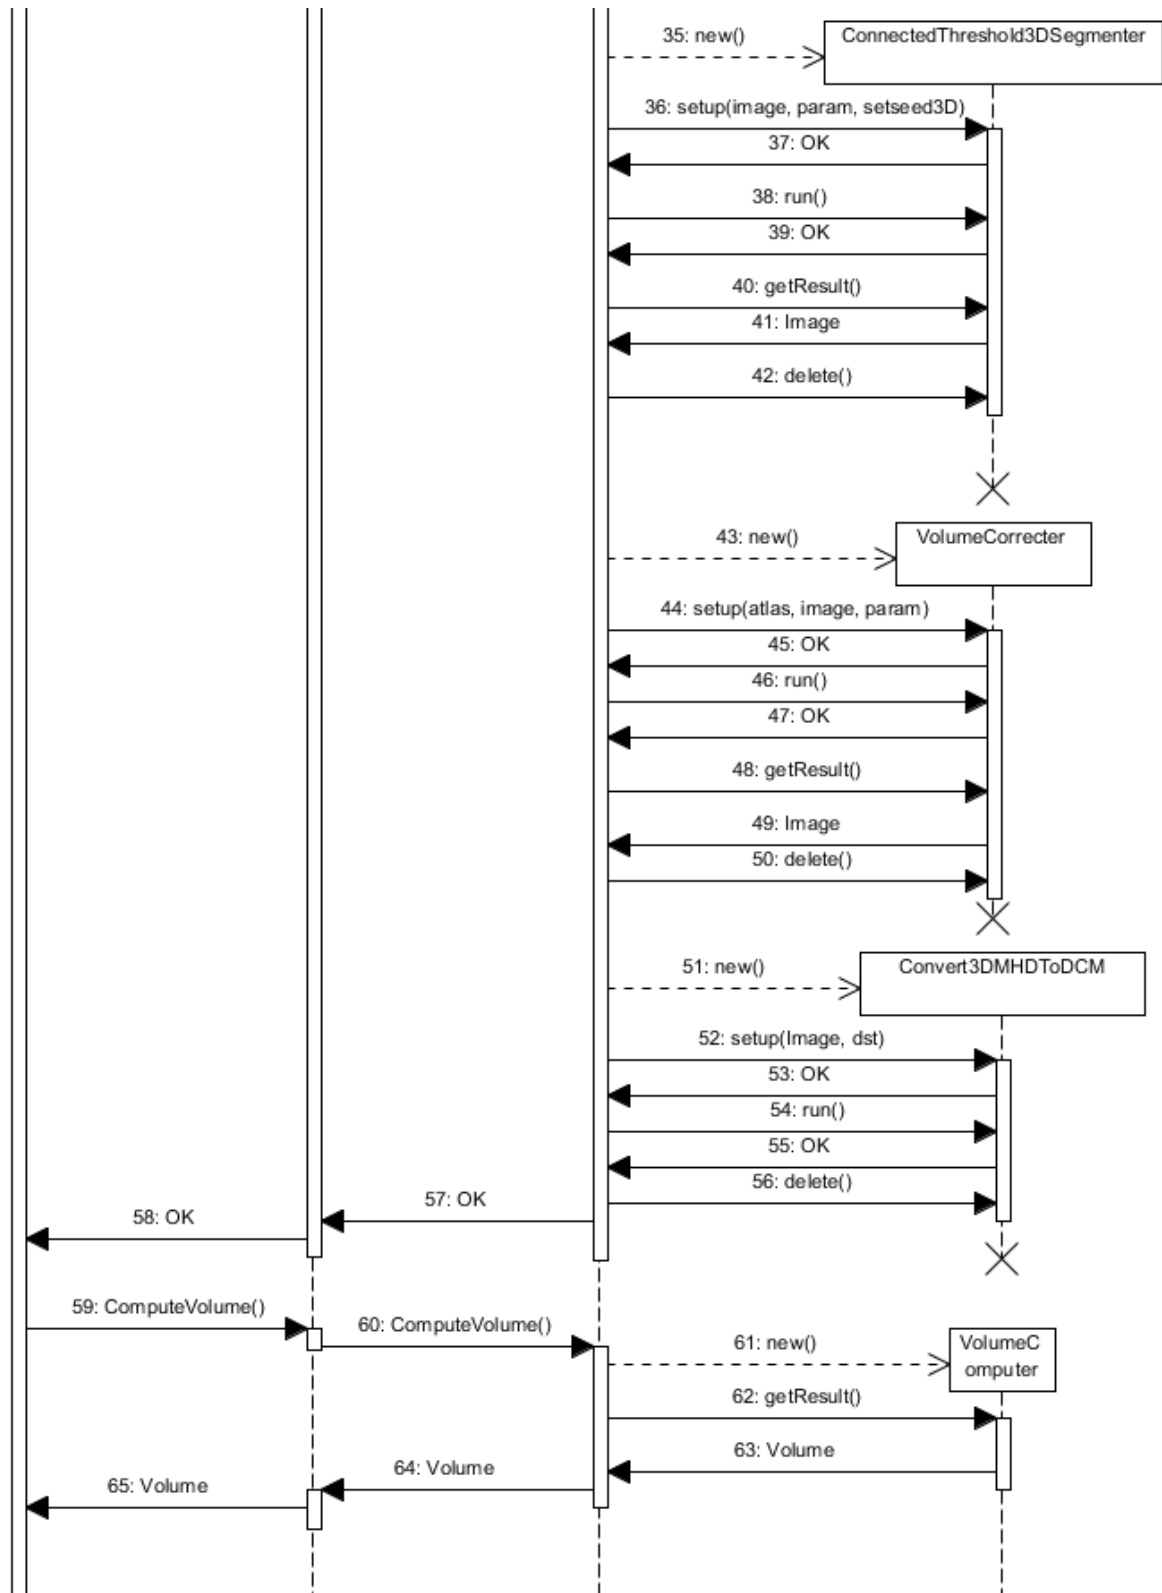 35: new()
ConnectedThreshold3DSegmenter
36: setup(image, param, setseed3D)
37: OK
38: run()
39: OK
40: getResult()
41: Image
42: delete()
43: new()
VolumeCorrecter
44: setup(atlas, image, param)
45: OK
46: run()
47: OK
48: getResult()
49: Image
50: delete()
51: new()
Convert3DMHDToDCM
52: setup(Image, dst)
53: OK
54: run()
55: OK
56: delete()
57: OK
58: OK
59: ComputeVolume()
60: ComputeVolume()
61: new()
VolumeC
omputer
62: getResult()
63: Volume
64: Volume
65: Volume